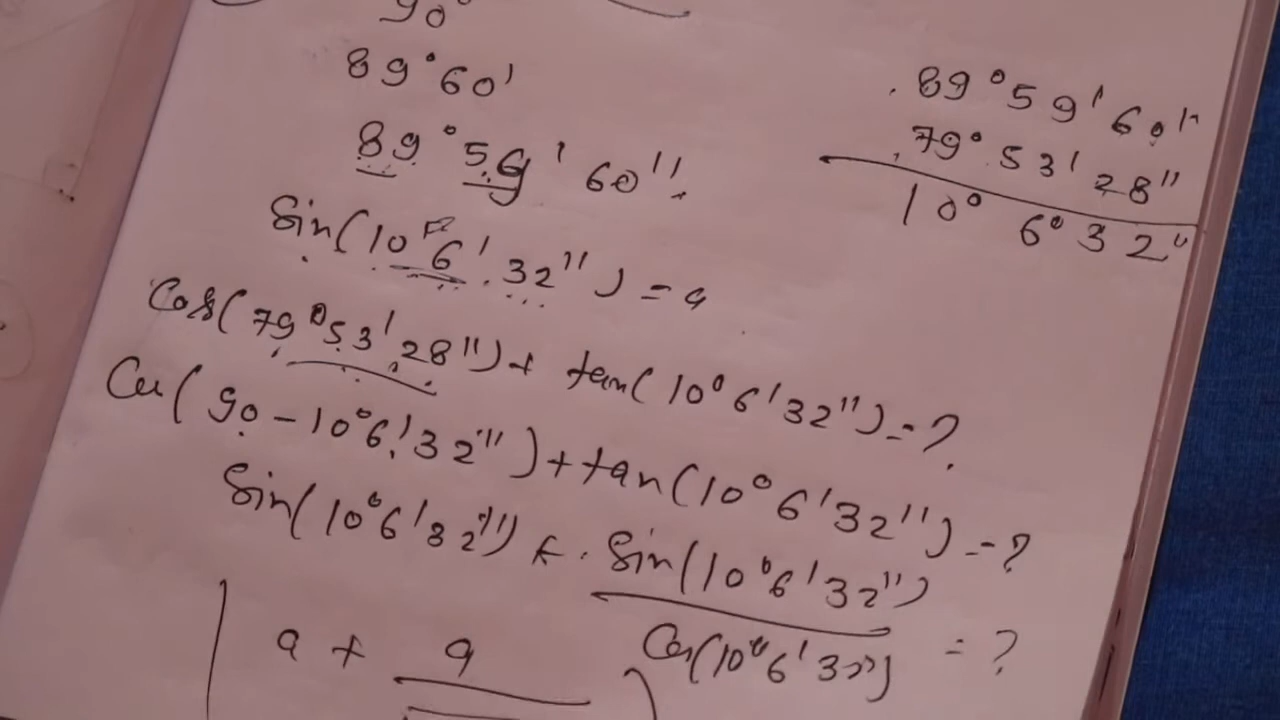 90°
89°60'
89°59'60"
89°59'60"
79°53'28"
10° 6° 32"
Sin(10°6'32") = a
Cos(79°53'28") + tan(10°6'32") = ?
Cos(90 - 10°6'32") + tan(10°6'32") = ?
Sin(10°6'32") + Sin(10°6'32")
Cos(10°6'32") = ?
a + a